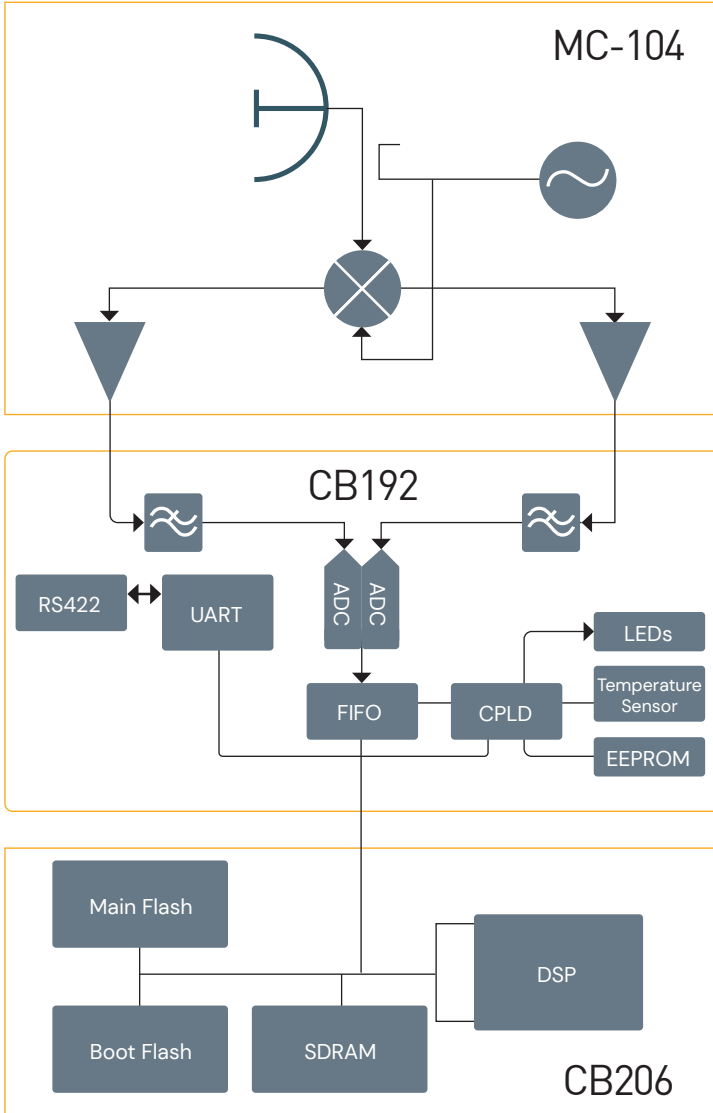 MC-104
CB192
ADC
ADC
RS422
UART
LEDs
Temperature
Sensor
FIFO
CPLD
EEPROM
Main Flash
DSP
Boot Flash
SDRAM
CB206